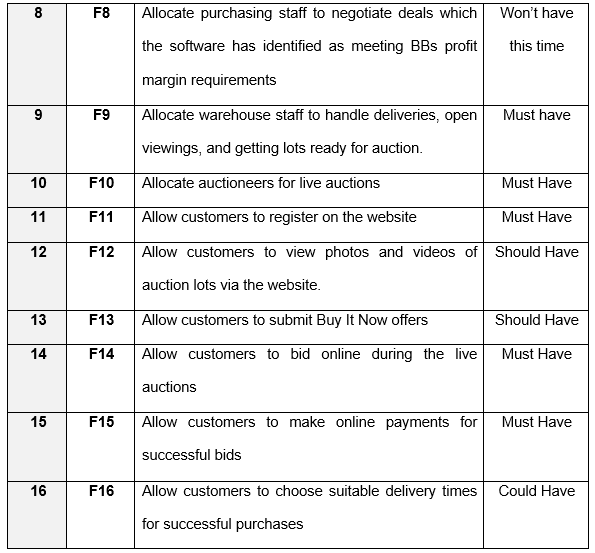 8 F8 Allocate purchasing staff to negotiate deals which Won’t have
the software has identified as meeting BBs profit this time
margin requirements
9 F9 Allocate warehouse staff to handle deliveries, open Must have
viewings, and getting lots ready for auction.
10 F10 Allocate auctioneers for live auctions Must Have
11 F11 Allow customers to register on the website Must Have
12 F12 Allow customers to view photos and videos of Should Have
auction lots via the website.
13 F13 Allow customers to submit Buy It Now offers Should Have
14 F14 Allow customers to bid online during the live Must Have
auctions
15 F15 Allow customers to make online payments for Must Have
successful bids
16 F16 Allow customers to choose suitable delivery times Could Have
for successful purchases